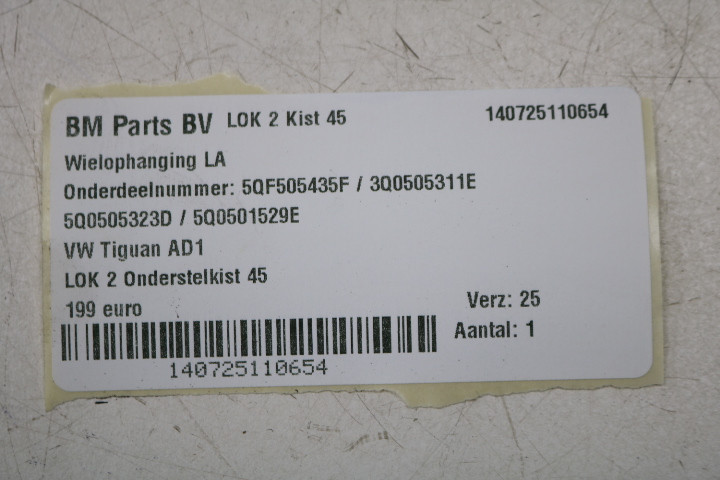 BM Parts BV LOK 2 Kist 45 140725110654
Wielophanging LA
Onderdeelnummer: 5QF505435F / 3Q0505311E
5Q0505323D / 5Q0501529E
VW Tiguan AD1
LOK 2 Onderstelkist 45
199 euro Verz: 25
Aantal: 1
140725110654